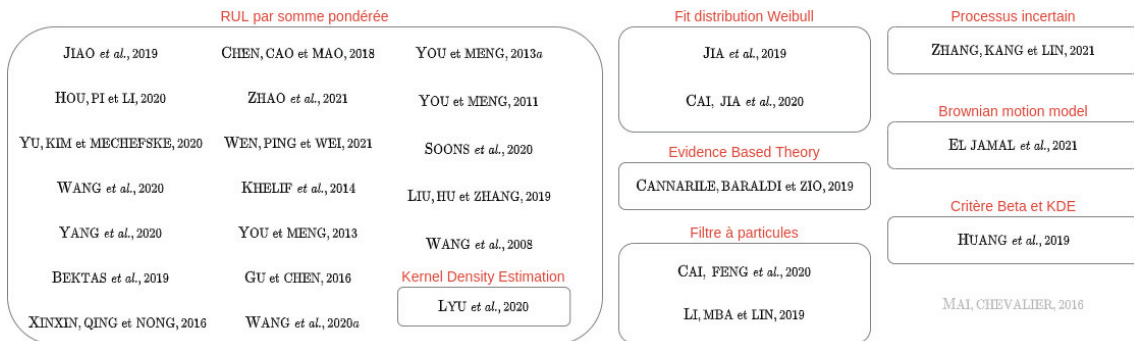 RUL par somme pondérée
JIAO et al., 2019
HOU, PI et LI, 2020
YU, KIM et MECHEFSKE, 2020
WANG et al., 2020
YANG et al., 2020
BEKTAS et al., 2019
XINXIN, QING et NONG, 2016
CHEN, CAO et MAO, 2018
ZHAO et al., 2021
WEN, PING et WEI, 2021
KHELIF et al., 2014
YOU et MENG, 2013
GU et CHEN, 2016
WANG et al., 2020a
YOU et MENG, 2013a
YOU et MENG, 2011
SOONS et al., 2020
LIU, HU et ZHANG, 2019
WANG et al., 2008
Kernel Density Estimation
LYU et al., 2020
Fit distribution Weibull
JIA et al., 2019
CAI, JIA et al., 2020
Evidence Based Theory
CANNARILE, BARALDI et ZIO, 2019
Filtre à particules
CAI, FENG et al., 2020
LI, MBA et LIN, 2019
Processus incertain
ZHANG, KANG et LIN, 2021
Brownian motion model
EL JAMAL et al., 2021
Critère Beta et KDE
HUANG et al., 2019
MAI, CHEVALIER, 2016